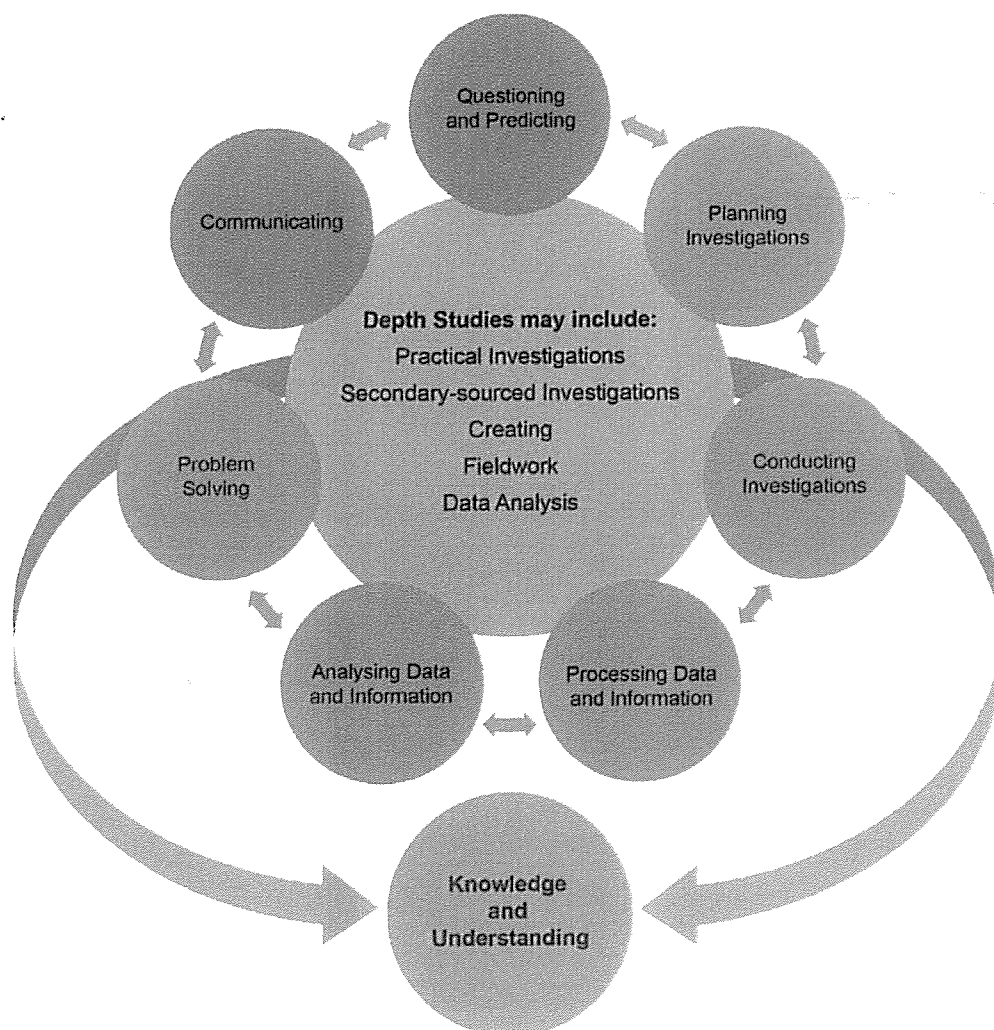 Questioning
and Predicting
Communicating
Planning
Investigations
Depth Studies may include:
Practical Investigations
Secondary-sourced Investigations
Creating
Fieldwork
Data Analysis
Problem
Solving
Conducting
Investigations
Analysing Data
and Information
Processing Data
and Information
Knowledge
and
Understanding